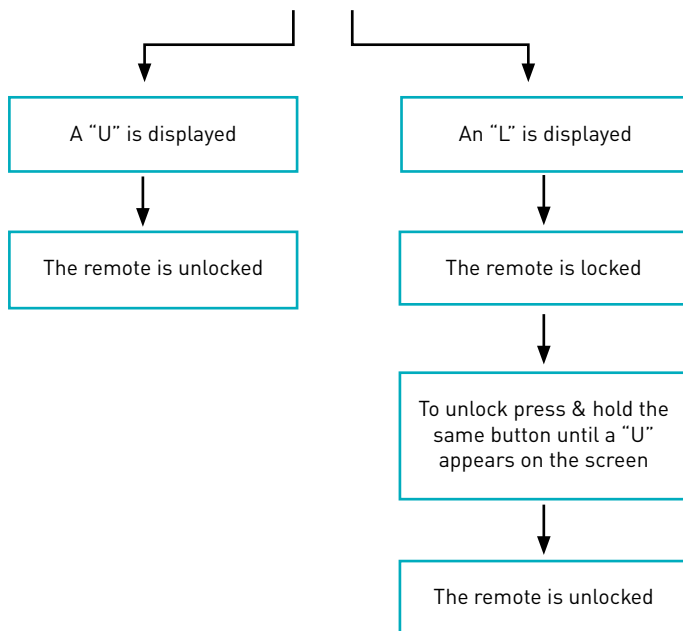 A “U” is displayed
The remote is unlocked
An “L” is displayed
The remote is locked
To unlock press & hold the
same button until a “U”
appears on the screen
The remote is unlocked